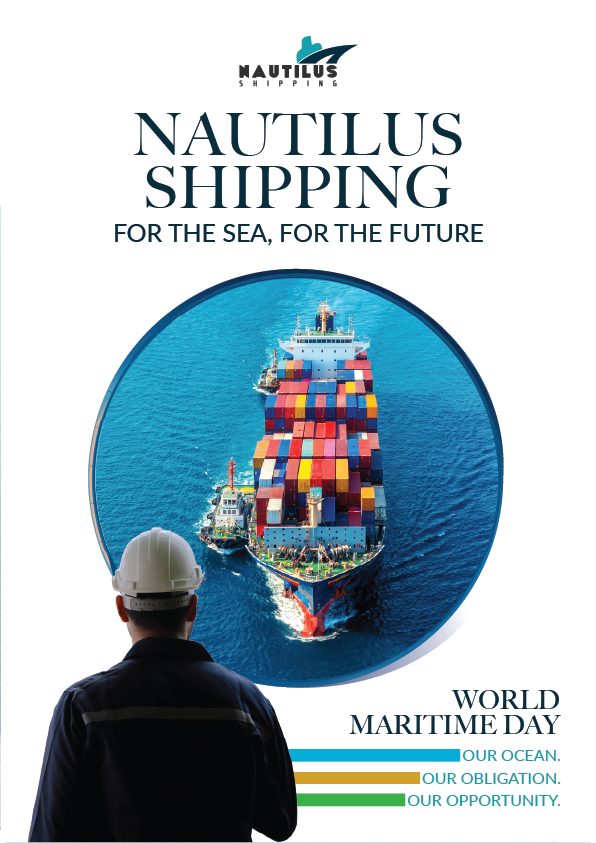 NAUTILUS
SHIPPING
NAUTILUS
SHIPPING
FOR THE SEA, FOR THE FUTURE
WORLD
MARITIME DAY
OUR OCEAN.
OUR OBLIGATION.
OUR OPPORTUNITY.